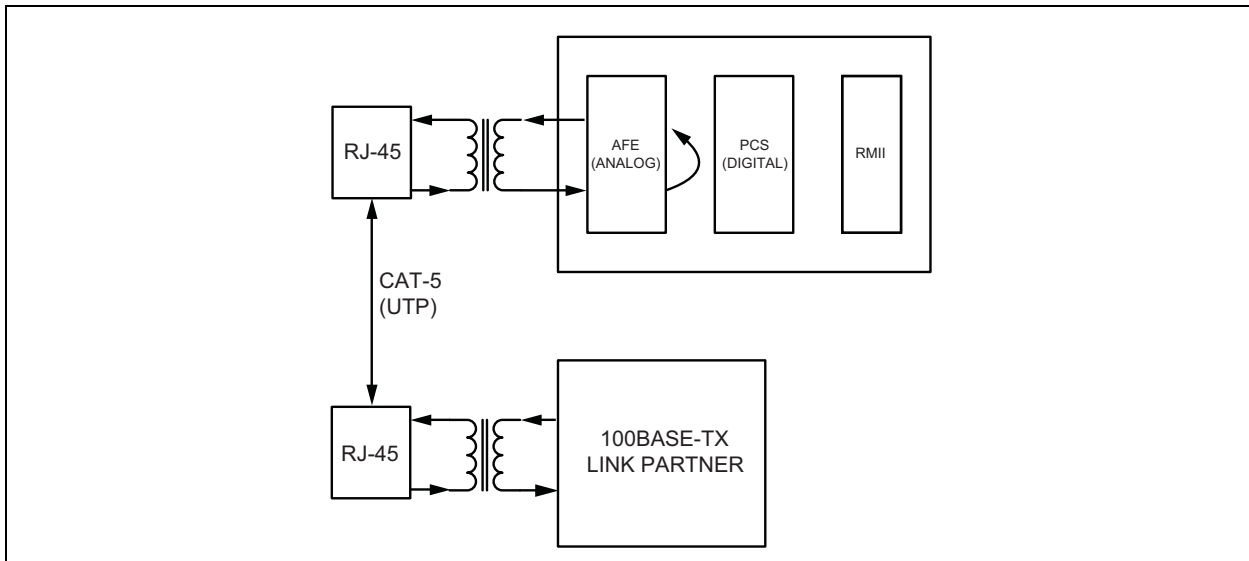 RJ-45
AFE
(ANALOG)
PCS
(DIGITAL)
RMII
CAT-5
(UTP)
RJ-45
100BASE-TX
LINK PARTNER